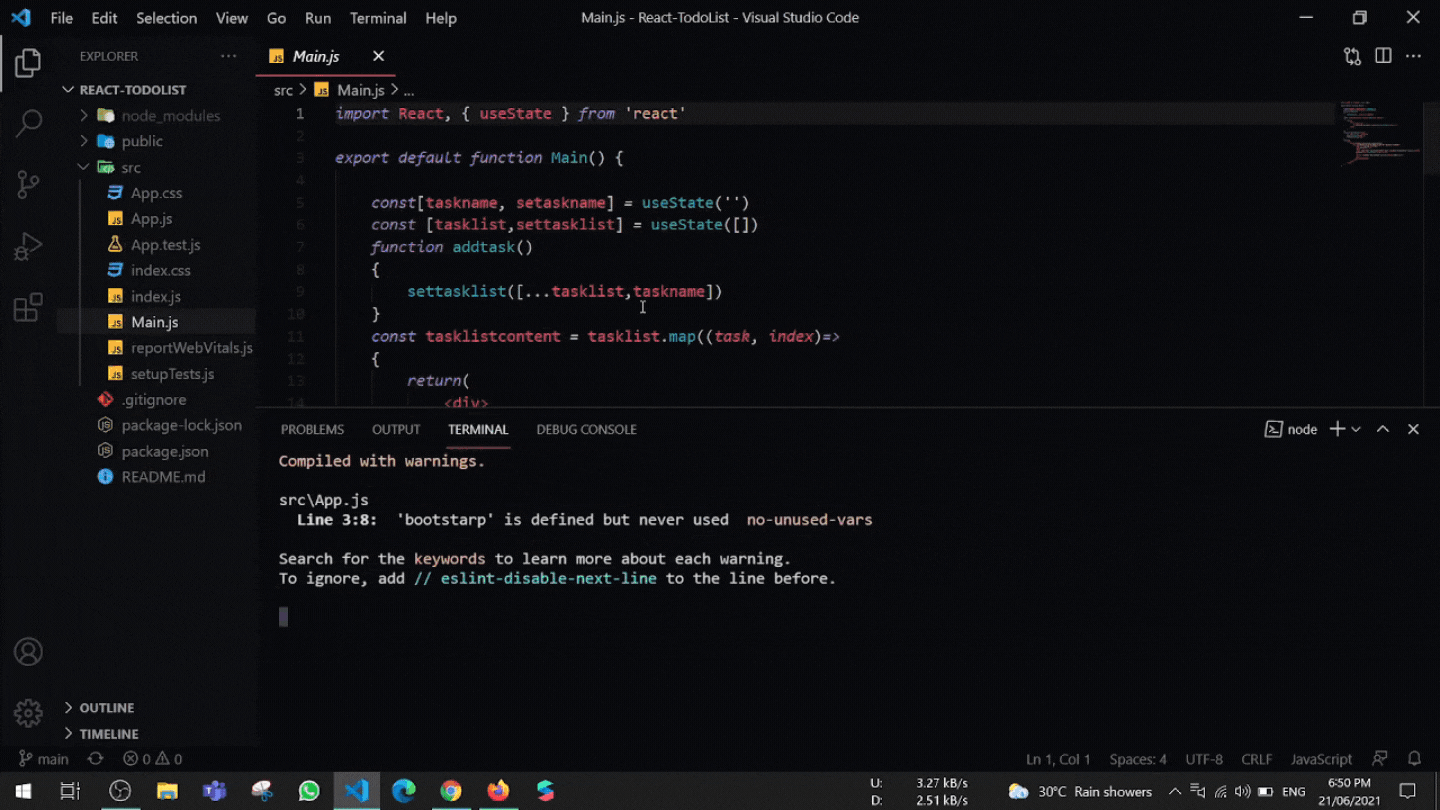 File Edit Selection View Go Run Terminal Help
Main.js - React-TodoList - Visual Studio Code
EXPLORER
REACT-TODOLIST
node_modules
public
src
App.css
App.js
App.test.js
index.css
index.js
Main.js
reportWebVitals.js
setupTests.js
.gitignore
package-lock.json
package.json
README.md
OUTLINE
TIMELINE
JS Main.js
src > JS Main.js > ...
1 import React, { useState } from 'react'
2
3 export default function Main() {
4
5 const[taskname, setaskname] = useState('')
6 const [tasklist,settasklist] = useState([])
7 function addtask()
8 {
9 settasklist([...tasklist,taskname])
10 }
11 const tasklistcontent = tasklist.map((task, index)=>
12 {
13 return(
14 <div>
PROBLEMS OUTPUT TERMINAL DEBUG CONSOLE
node
Compiled with warnings.
src\App.js
Line 3:8: 'bootstarp' is defined but never used no-unused-vars
Search for the keywords to learn more about each warning.
To ignore, add // eslint-disable-next-line to the line before.
main 0 0
Ln 1, Col 1 Spaces: 4 UTF-8 CRLF JavaScript
U: 3.27 kB/s
D: 2.51 kB/s
30°C Rain showers
ENG
6:50 PM
21/06/2021